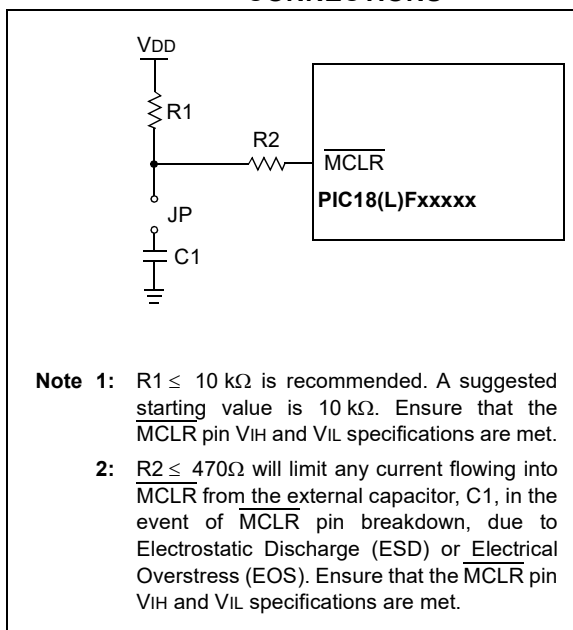 VDD
R1
R2
MCLR
PIC18(L)Fxxxxx
JP
C1
Note 1: R1 ≤ 10 kΩ is recommended. A suggested
starting value is 10 kΩ. Ensure that the
MCLR pin VIH and VIL specifications are met.
2: R2 ≤ 470Ω will limit any current flowing into
MCLR from the external capacitor, C1, in the
event of MCLR pin breakdown, due to
Electrostatic Discharge (ESD) or Electrical
Overstress (EOS). Ensure that the MCLR pin
VIH and VIL specifications are met.